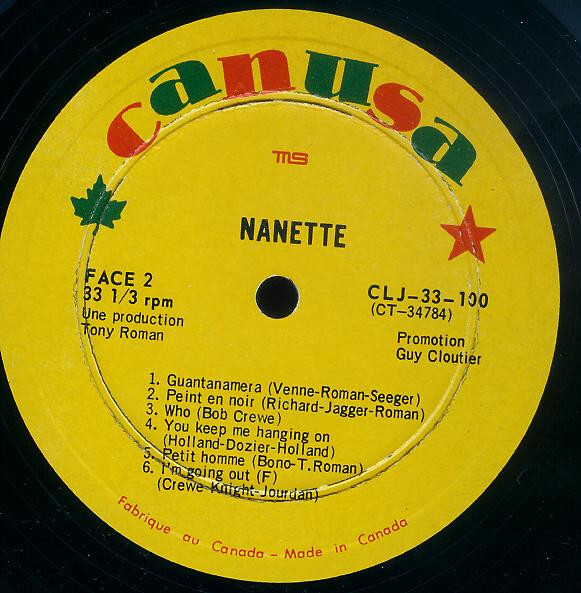 canusa
MS
NANETTE
FACE 2
33 1/3 rpm
Une production
Tony Roman
CLJ-33-100
(CT-34784)
Promotion
Guy Cloutier
1. Guantanamera (Venne-Roman-Seeger)
2. Peint en noir (Richard-Jagger-Roman)
3. Who (Bob Crewe)
4. You keep me hanging on
(Holland-Dozier-Holland)
5. Petit homme (Bono-T.Roman)
6. I'm going out (F)
(Crewe-Knight-Jourdan)
Fabrique au Canada - Made in Canada